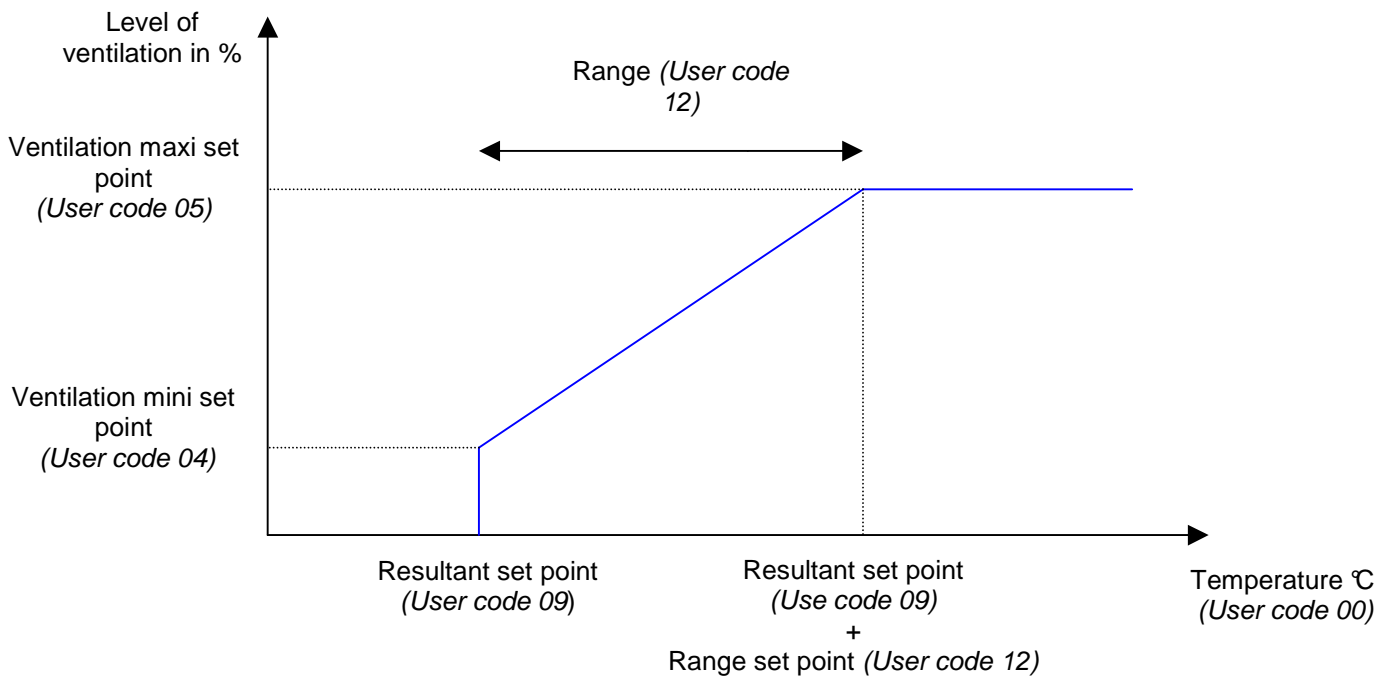 Level of
ventilation in %
Range (User code
12)
Ventilation maxi set
point
(User code 05)
Ventilation mini set
point
(User code 04)
Resultant set point
(User code 09)
Resultant set point
(Use code 09)
+
Range set point (User code 12)
Temperature °C
(User code 00)